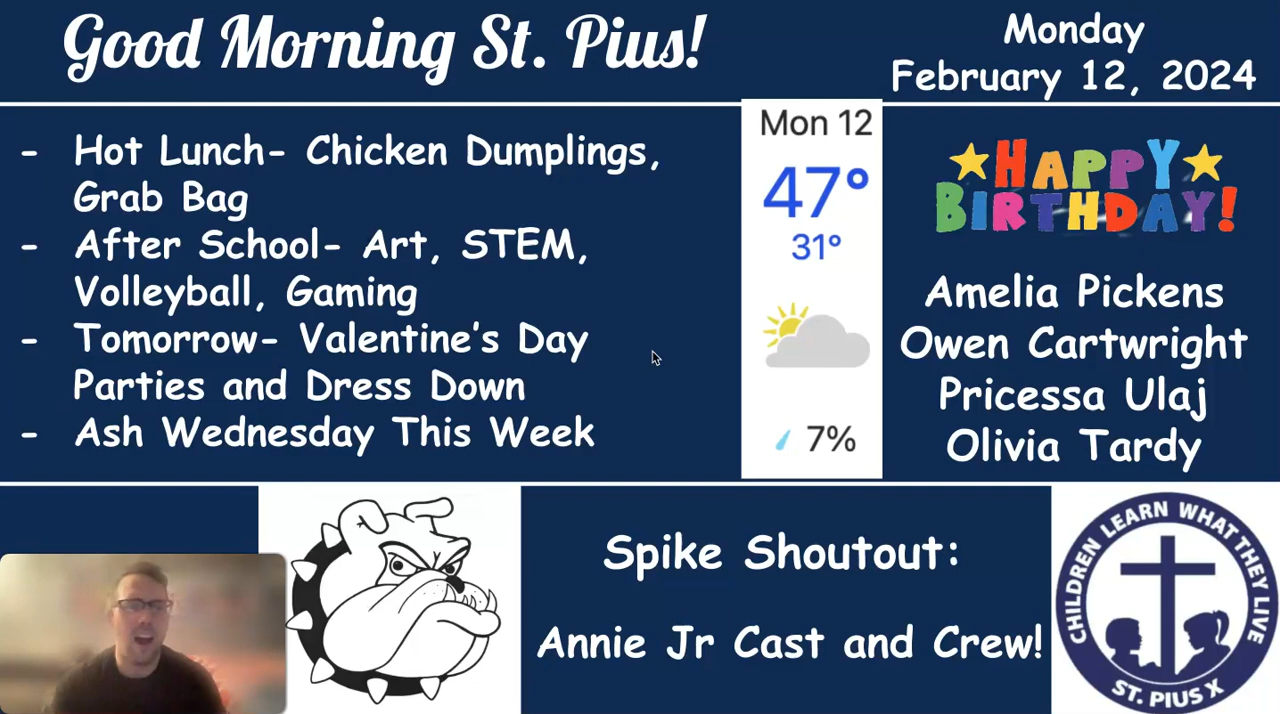 Good Morning St. Pius!
Monday
February 12, 2024
- Hot Lunch- Chicken Dumplings,
Grab Bag
- After School- Art, STEM,
Volleyball, Gaming
- Tomorrow- Valentine's Day
Parties and Dress Down
- Ash Wednesday This Week
Mon 12
47°
31°
7%
HAPPY
BIRTHDAY!
Amelia Pickens
Owen Cartwright
Pricessa Ulaj
Olivia Tardy
Spike Shoutout:
Annie Jr Cast and Crew!
CHILDREN LEARN WHAT THEY LIVE
ST. PIUS X